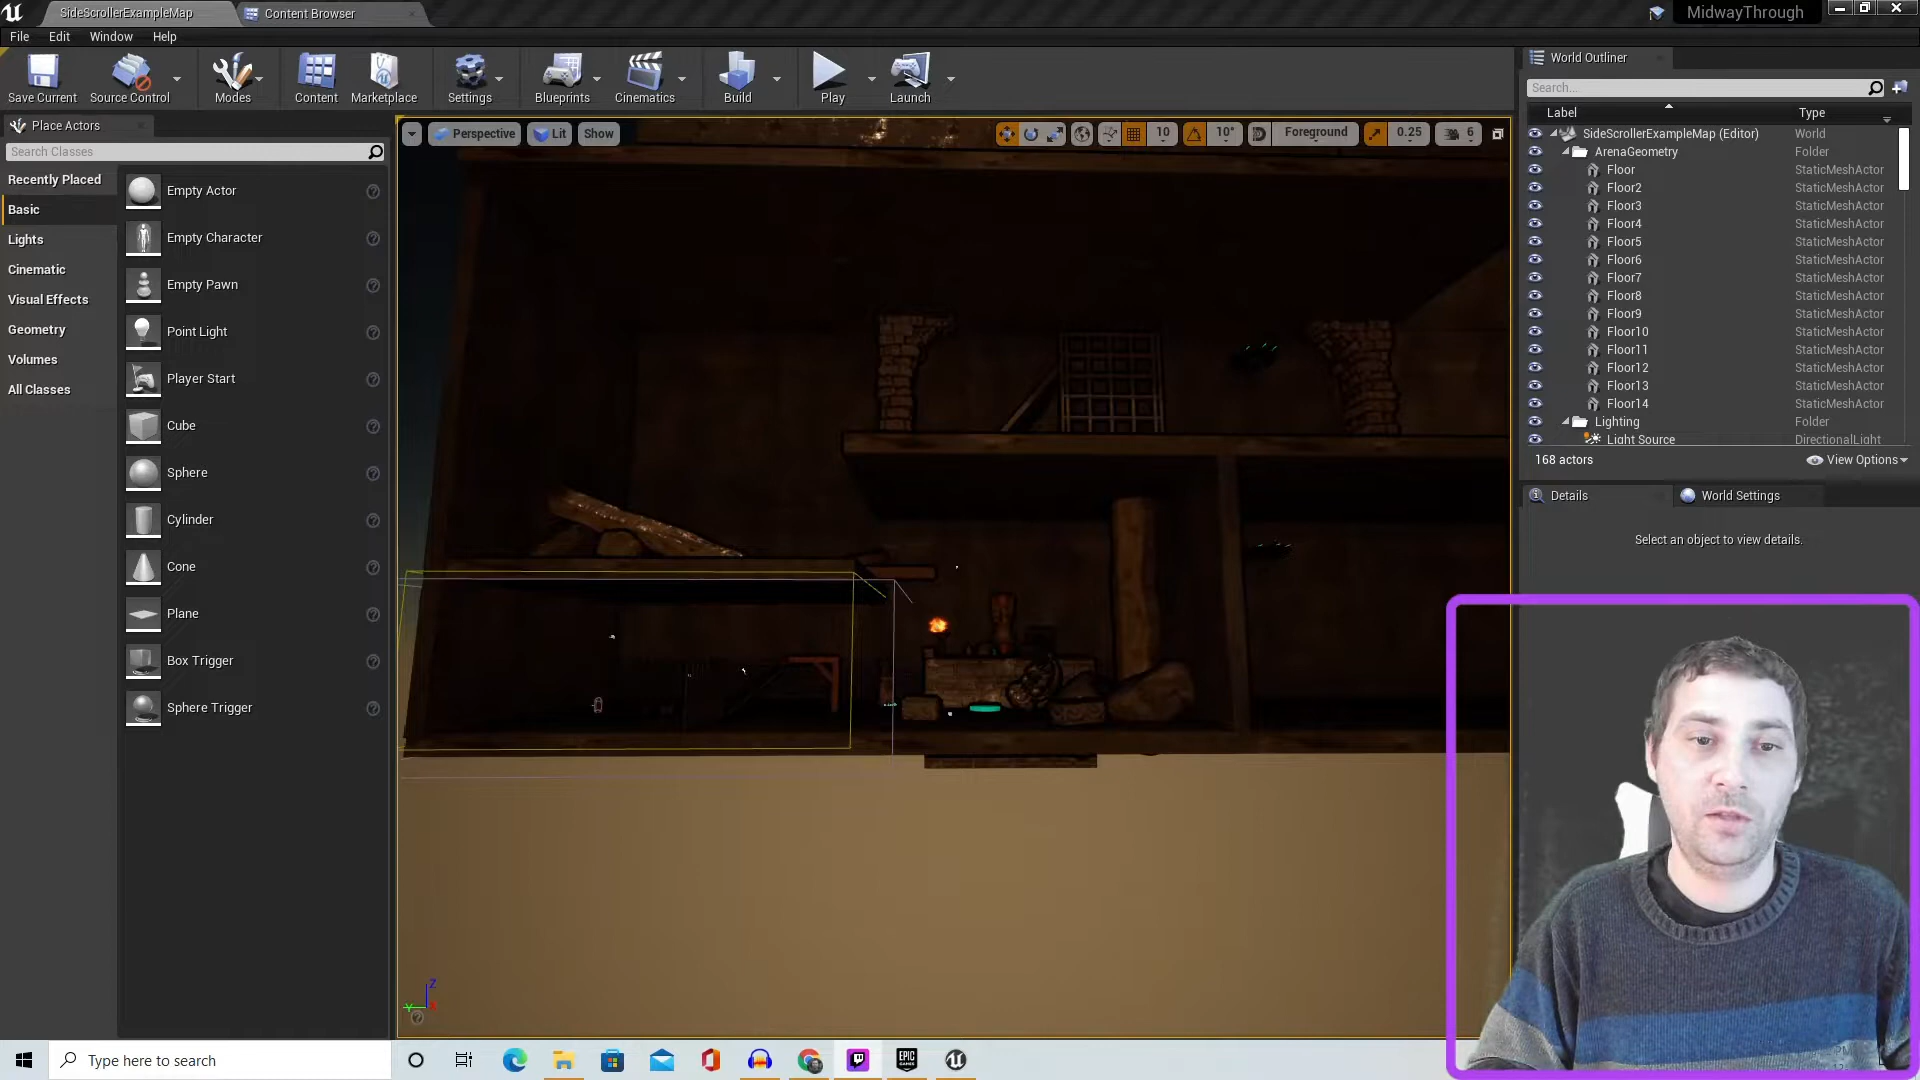 SideScrollerExampleMap
Content Browser
MidwayThrough
File Edit Window Help
Save Current
Source Control
Modes
Content
Marketplace
Settings
Blueprints
Cinematics
Build
Play
Launch
Place Actors
Search Classes
Recently Placed
Basic
Lights
Cinematic
Visual Effects
Geometry
Volumes
All Classes
Empty Actor
Empty Character
Empty Pawn
Point Light
Player Start
Cube
Sphere
Cylinder
Cone
Plane
Box Trigger
Sphere Trigger
Perspective Lit Show
10 10° Foreground 0.25 6
Z
World Outliner
Search...
Label Type
SideScrollerExampleMap (Editor) World
ArenaGeometry Folder
Floor StaticMeshActor
Floor2 StaticMeshActor
Floor3 StaticMeshActor
Floor4 StaticMeshActor
Floor5 StaticMeshActor
Floor6 StaticMeshActor
Floor7 StaticMeshActor
Floor8 StaticMeshActor
Floor9 StaticMeshActor
Floor10 StaticMeshActor
Floor11 StaticMeshActor
Floor12 StaticMeshActor
Floor13 StaticMeshActor
Floor14 StaticMeshActor
Lighting Folder
Light Source DirectionalLight
168 actors View Options
Details World Settings
Select an object to view details.
Type here to search
EPIC GAMES